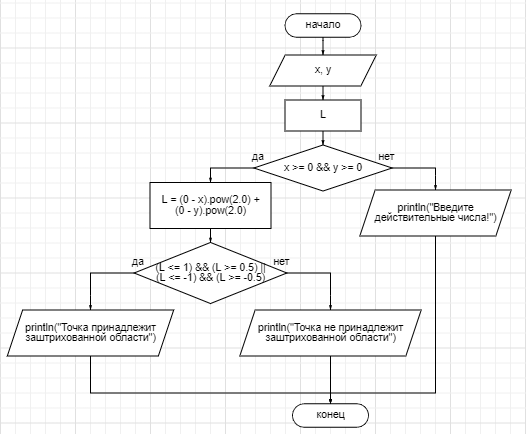 начало
x, y
L
x >= 0 && y >= 0
да
нет
L = (0 - x).pow(2.0) +
(0 - y).pow(2.0)
println("Введите
действительные числа!")
(L <= 1) && (L >= 0.5) ||
(L <= -1) && (L >= -0.5)
да
нет
println("Точка принадлежит
заштрихованной области")
println("Точка не принадлежит
заштрихованной области")
конец